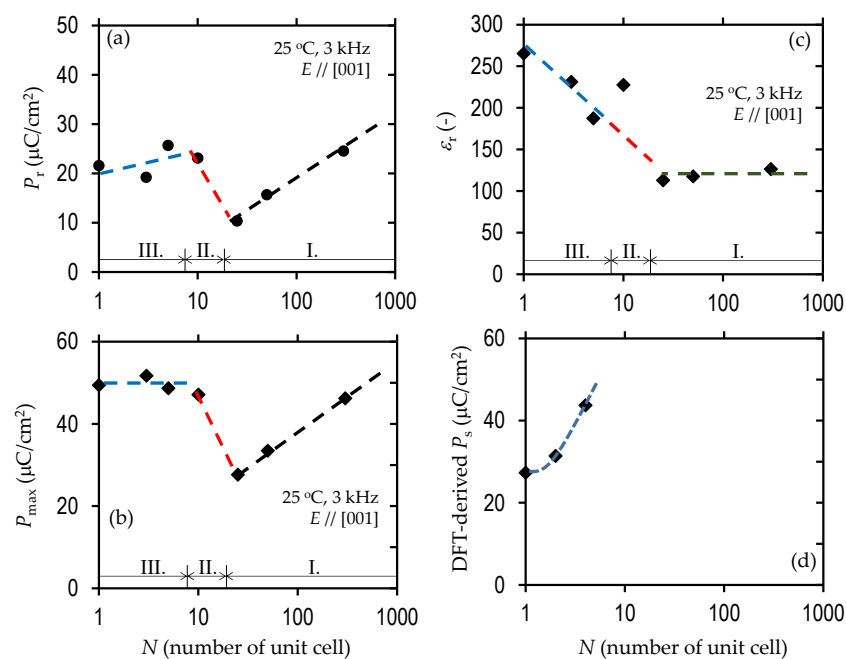 (a)
25 °C, 3 kHz
E // [001]
Pr (µC/cm²)
50
40
30
20
10
0
III. II. I.
1 10 100 1000
(c)
25 °C, 3 kHz
E // [001]
εr (-)
300
250
200
150
100
50
0
III. II. I.
1 10 100 1000
(b)
25 °C, 3 kHz
E // [001]
Pmax (µC/cm²)
60
40
20
0
III. II. I.
1 10 100 1000
N (number of unit cell)
(d)
DFT-derived Ps (µC/cm²)
60
40
20
0
1 10 100 1000
N (number of unit cell)